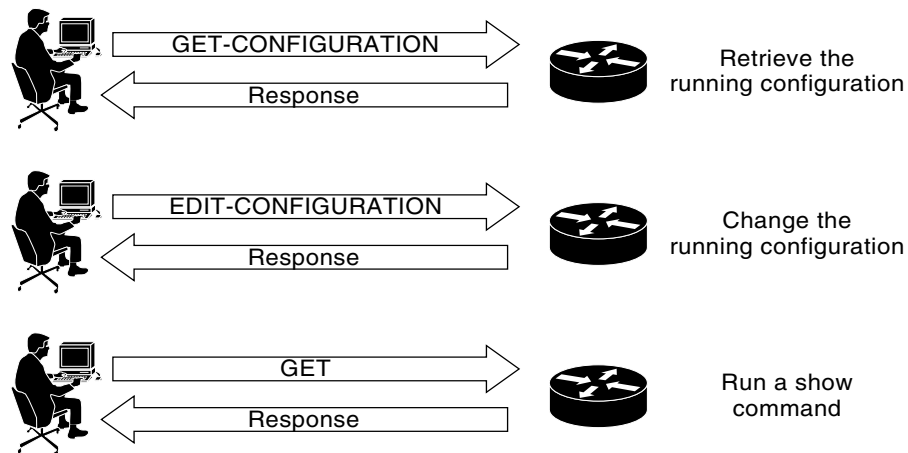 GET-CONFIGURATION
Response
Retrieve the
running configuration
EDIT-CONFIGURATION
Response
Change the
running configuration
GET
Response
Run a show
command